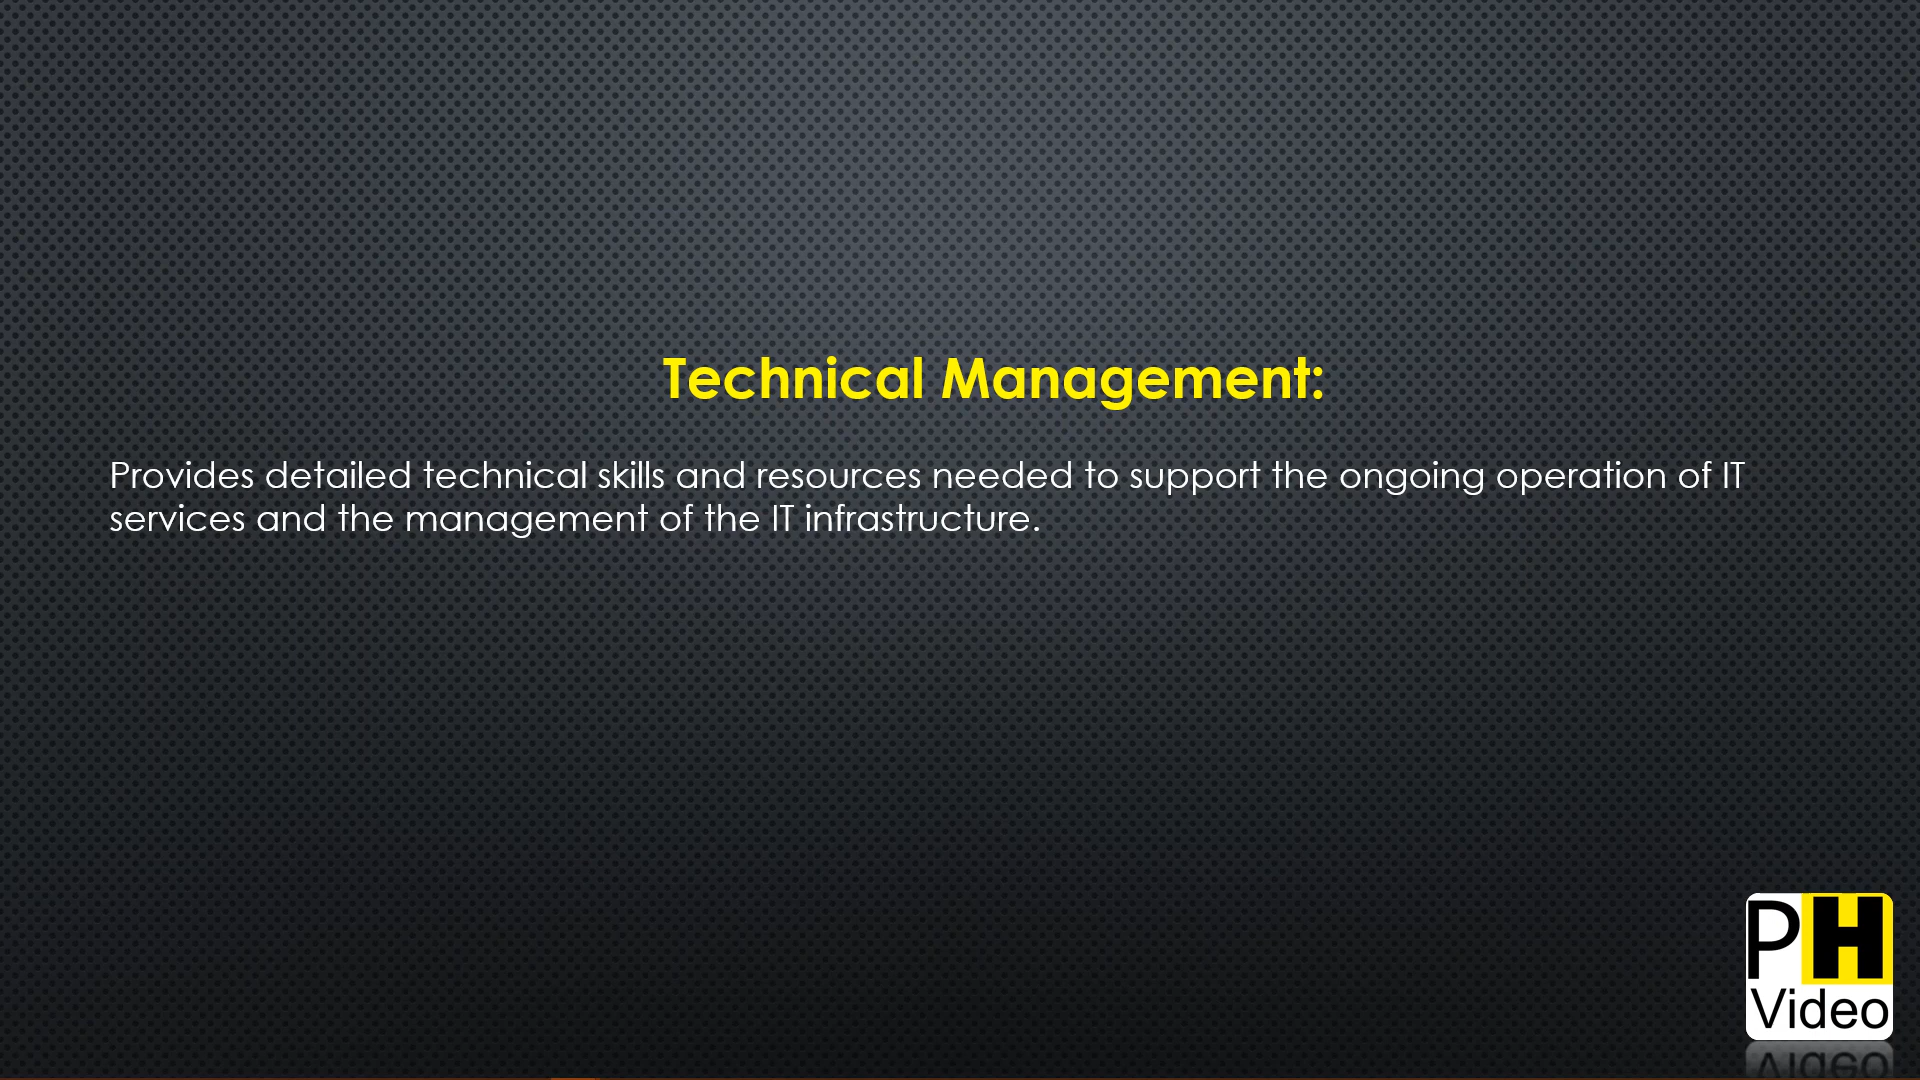 Technical Management:
Provides detailed technical skills and resources needed to support the ongoing operation of IT
services and the management of the IT infrastructure.
PH
Video